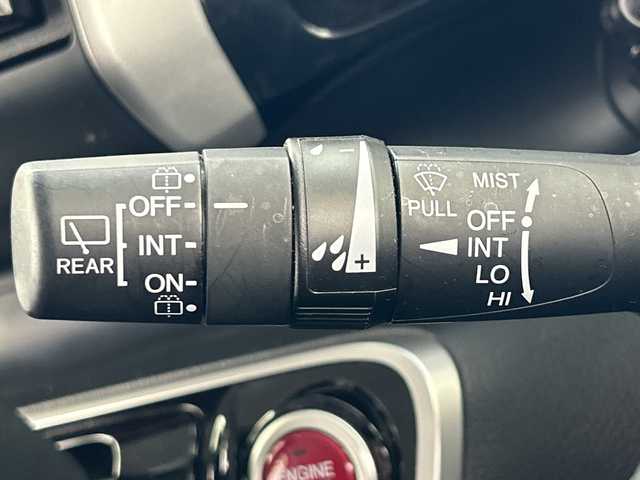 REAR
OFF
INT
ON
- +
PULL
MIST
OFF
INT
LO
HI
ENGINE